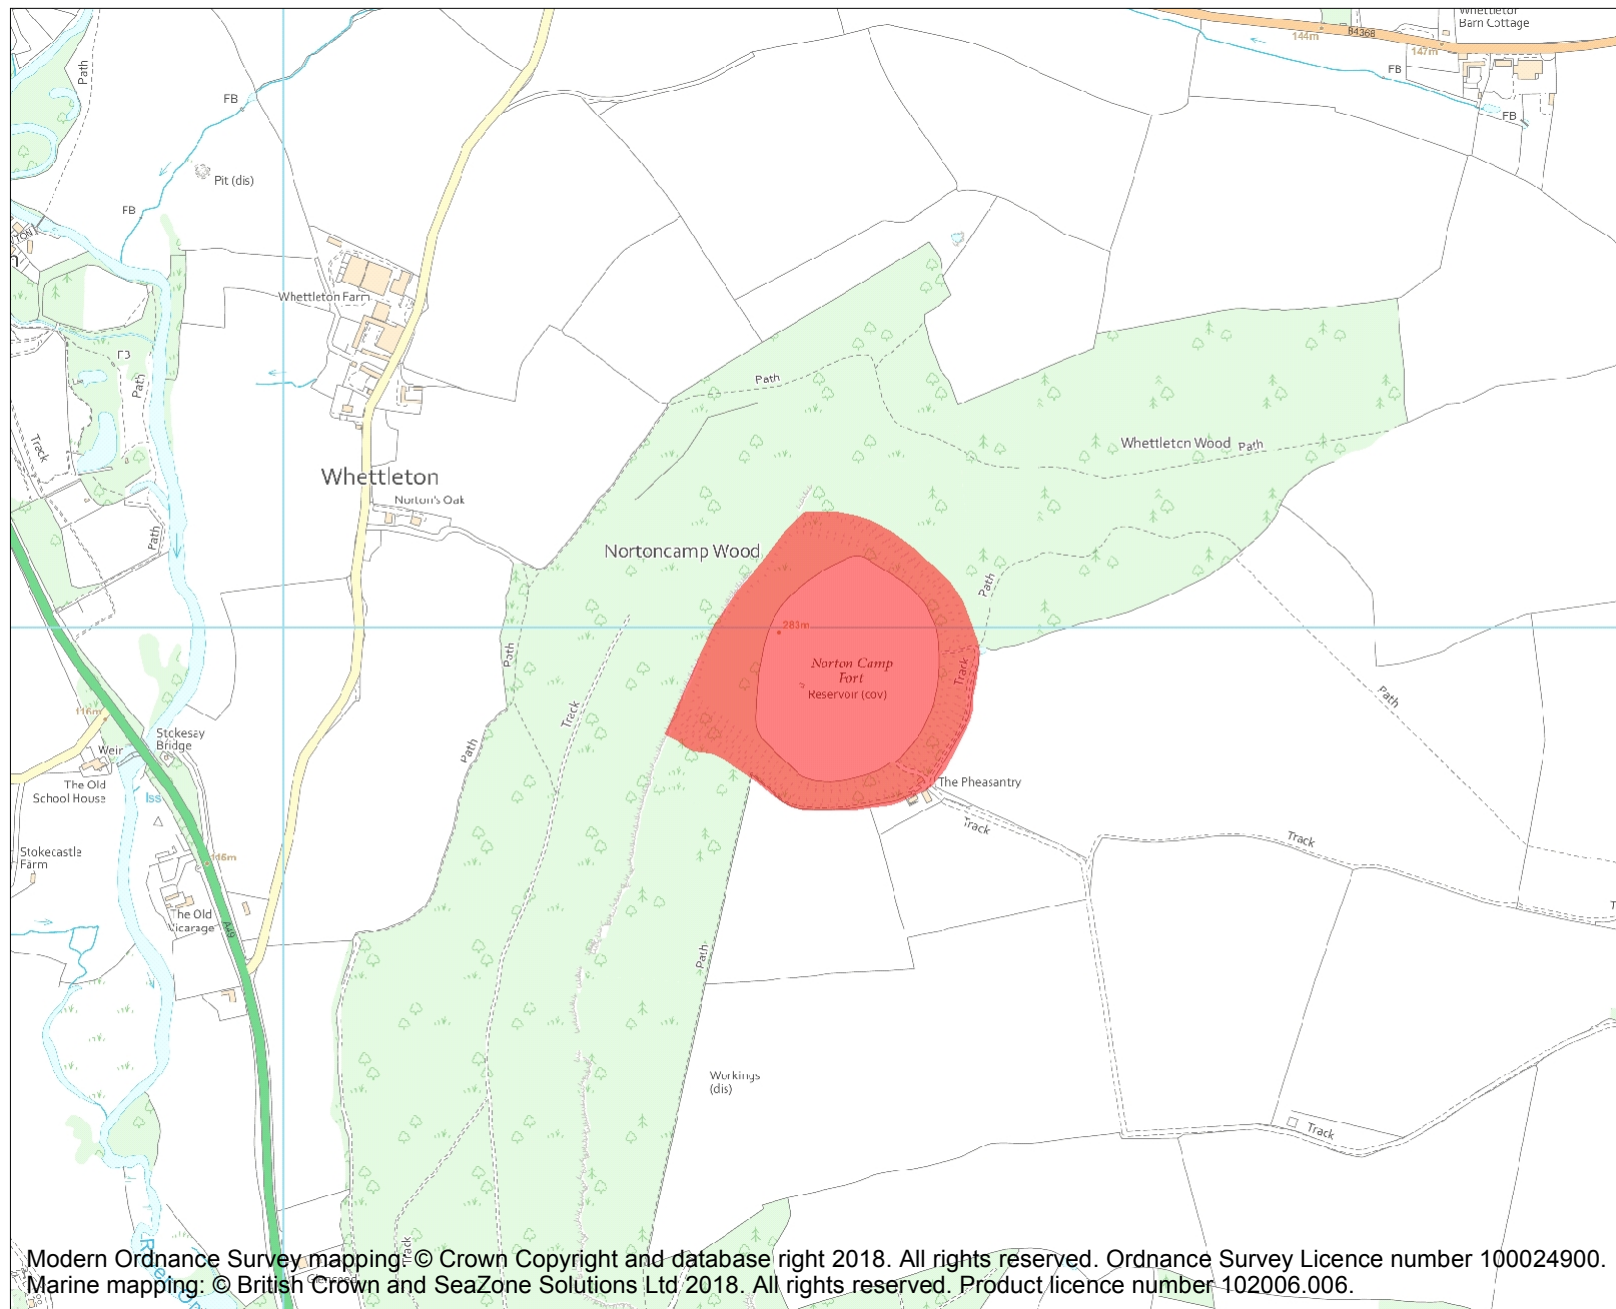 Whettleton
Barn Cottage
144m
B4368
147m
FB
FB
Path
FB
Pit (dis)
FB
Whettleton Farm
Path
Path
Track
Path
Whettletcn Wood
Path
Whettleton
Norton's Oak
Path
Nortoncamp Wood
Path
283m
Norton Camp
Fort
Reservoir (cov)
Track
Path
Track
Path
Path
116m
Stckesay
Bridge
Weir
The Old
School House
The Pheasantry
Track
Track
Stokecastle
Farm
116m
The Old
Vicarage
A49
Path
Workings
(dis)
Track
Track
Modern Ordnance Survey mapping: © Crown Copyright and database right 2018. All rights reserved. Ordnance Survey Licence number 100024900.
Marine mapping: © British Crown and SeaZone Solutions Ltd 2018. All rights reserved. Product licence number 102006.006.